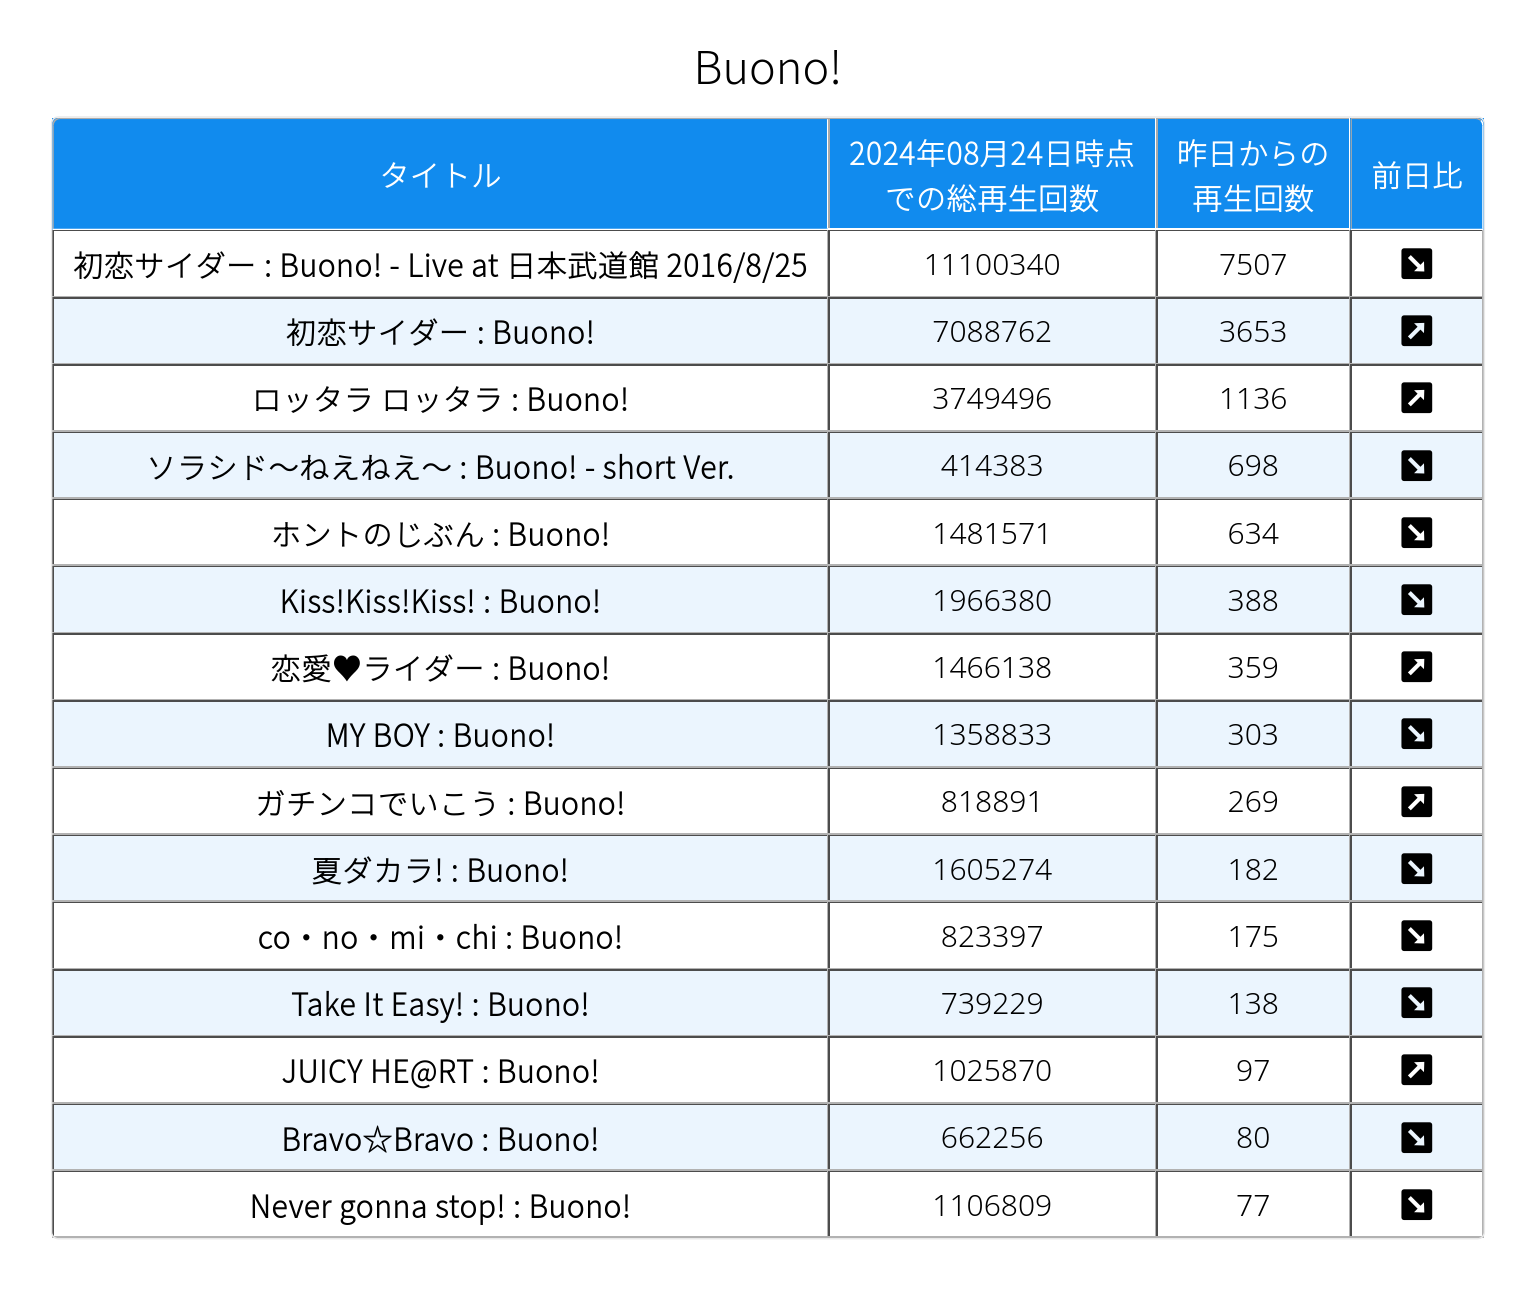 Buono!
タイトル 2024年08月24日時点での総再生回数 昨日からの再生回数 前日比
初恋サイダー : Buono! - Live at 日本武道館 2016/8/25 11100340 7507 ↘
初恋サイダー : Buono! 7088762 3653 ↗
ロッタラ ロッタラ : Buono! 3749496 1136 ↗
ソラシド〜ねえねえ〜 : Buono! - short Ver. 414383 698 ↘
ホントのじぶん : Buono! 1481571 634 ↘
Kiss!Kiss!Kiss! : Buono! 1966380 388 ↘
恋愛♥ライダー : Buono! 1466138 359 ↗
MY BOY : Buono! 1358833 303 ↘
ガチンコでいこう : Buono! 818891 269 ↗
夏ダカラ! : Buono! 1605274 182 ↘
co・no・mi・chi : Buono! 823397 175 ↘
Take It Easy! : Buono! 739229 138 ↘
JUICY HE@RT : Buono! 1025870 97 ↗
Bravo☆Bravo : Buono! 662256 80 ↘
Never gonna stop! : Buono! 1106809 77 ↘